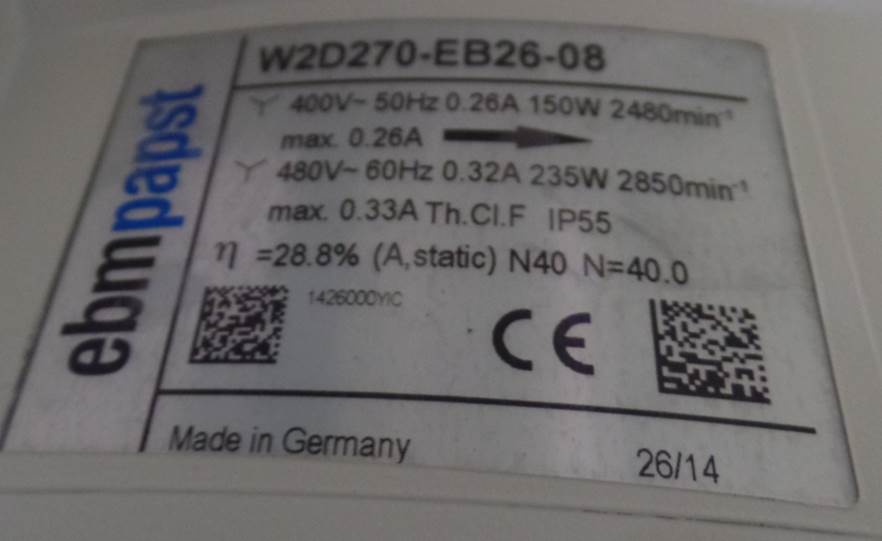 ebmpapst
W2D270-EB26-08
400V~ 50Hz 0.26A 150W 2480min⁻¹
max. 0.26A
480V~ 60Hz 0.32A 235W 2850min⁻¹
max. 0.33A Th.Cl.F IP55
η =28.8% (A,static) N40 N=40.0
1426000YIC
CE
Made in Germany
26/14